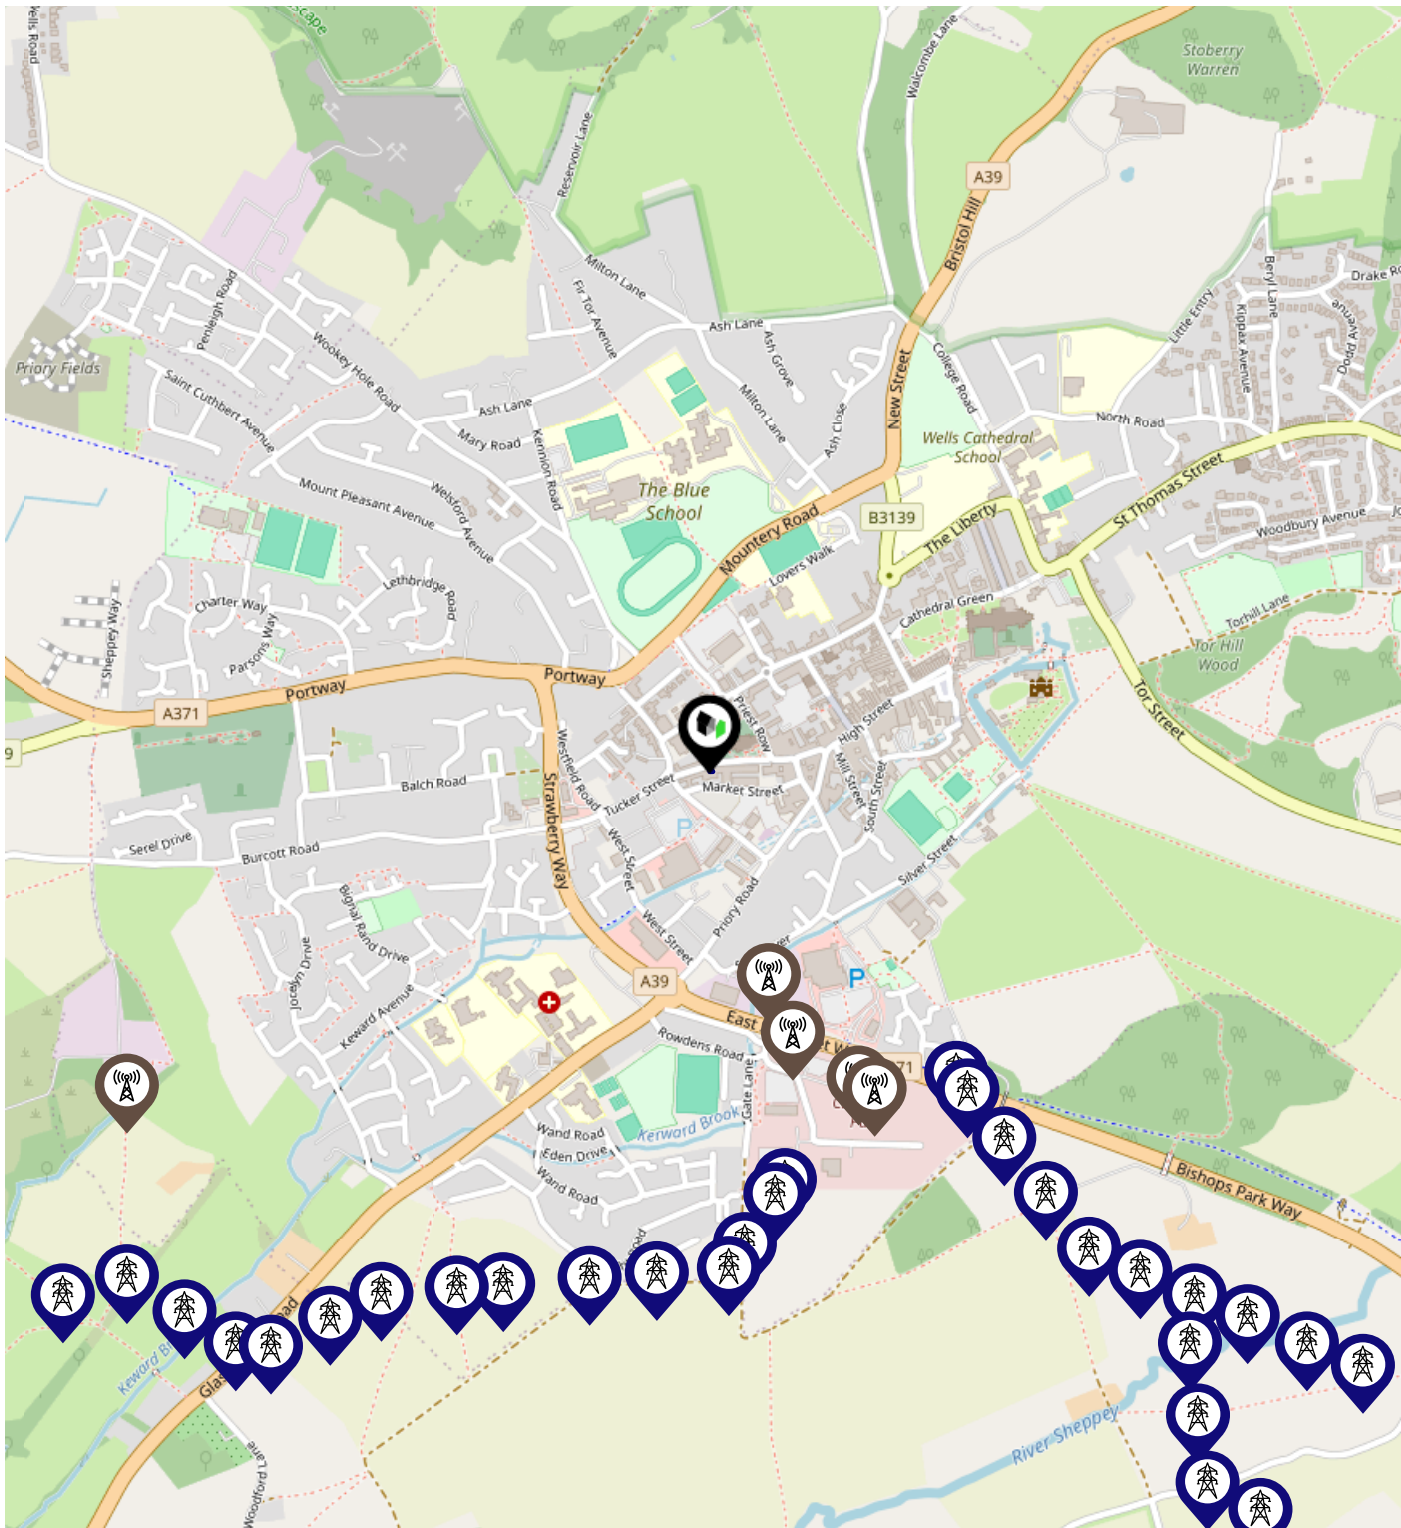 Wells Road
Walcombe Lane
Stoberry
Warren
Reservoir Lane
A39
Bristol Hill
Milton Lane
Fir Tor Avenue
Beryl Lane
Drake
Penleigh Road
Little Entry
Kippax Avenue
Dodd Avenue
Ash Lane
Ash Grove
Wookey Hole Road
Priory Fields
College Road
New Street
Saint Cuthbert Avenue
Ash Lane
Milton Lane
Ash Close
North Road
Mary Road
Kennion Road
Wells Cathedral
School
St Thomas Street
Mount Pleasant Avenue
Welsford Avenue
The Blue
School
B3139
Mountery Road
The Liberty
Woodbury Avenue
Lovers Walk
Lethbridge Road
Charter Way
Cathedral Green
Torhill Lane
Sheppey Way
Parsons Way
Tor Hill
Wood
Portway
Portway
A371
Tor Street
Priest Row
High Street
Westfield Road
Strawberry Way
Balch Road
Tucker Street
Market Street
Mill Street
South Street
P
Serel Drive
Burcott Road
West Street
Silver Street
Bignal Rand Drive
Priory Road
West Street
Jocelyn Drive
A39
P
Keward Avenue
East
Rowdens Road
71
Gate Lane
Kerward Brook
Wand Road
Eden Drive
Wand Road
Bishops Park Way
Keward
River Sheppey
Woodford Lane